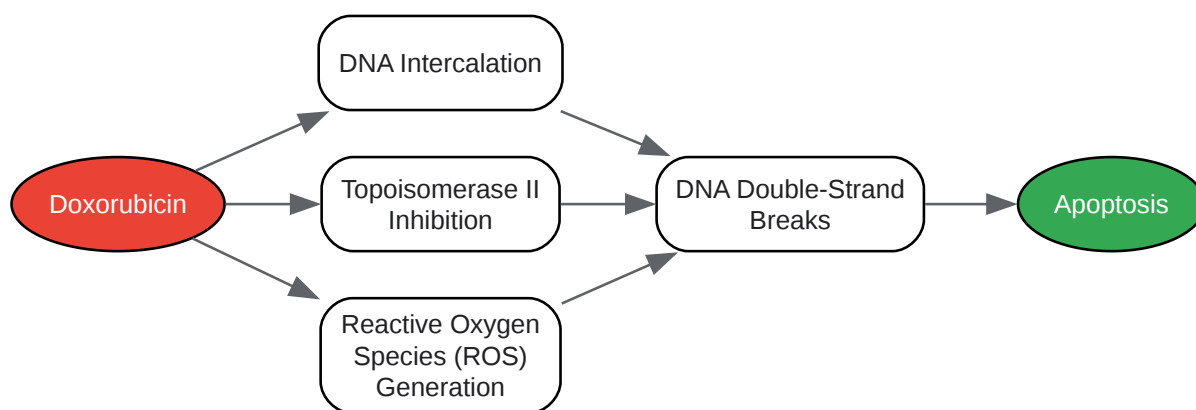 DNA Intercalation
Doxorubicin
Topoisomerase II
Inhibition
DNA Double-Strand
Breaks
Apoptosis
Reactive Oxygen
Species (ROS)
Generation